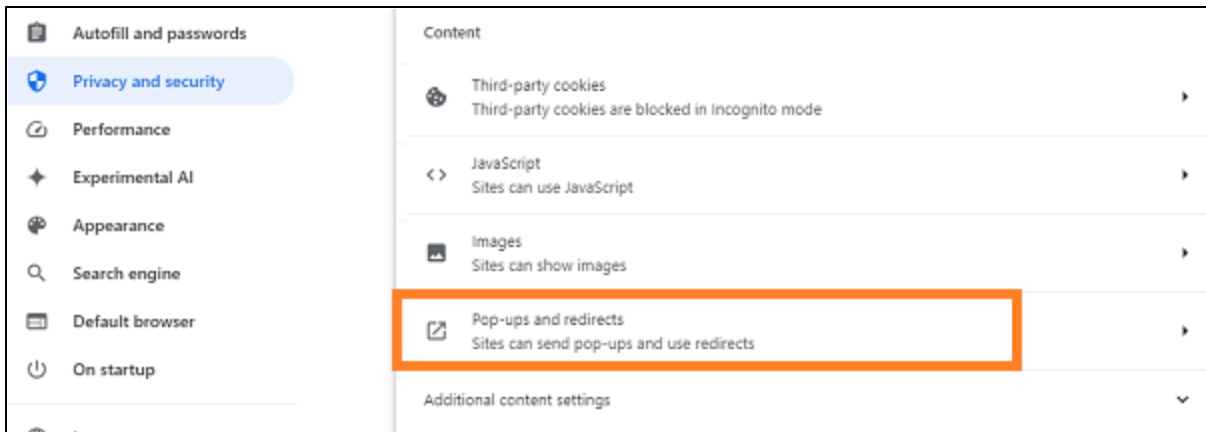 Autofill and passwords
Privacy and security
Performance
Experimental AI
Appearance
Search engine
Default browser
On startup
Content
Third-party cookies
Third-party cookies are blocked in Incognito mode
JavaScript
Sites can use JavaScript
Images
Sites can show images
Pop-ups and redirects
Sites can send pop-ups and use redirects
Additional content settings